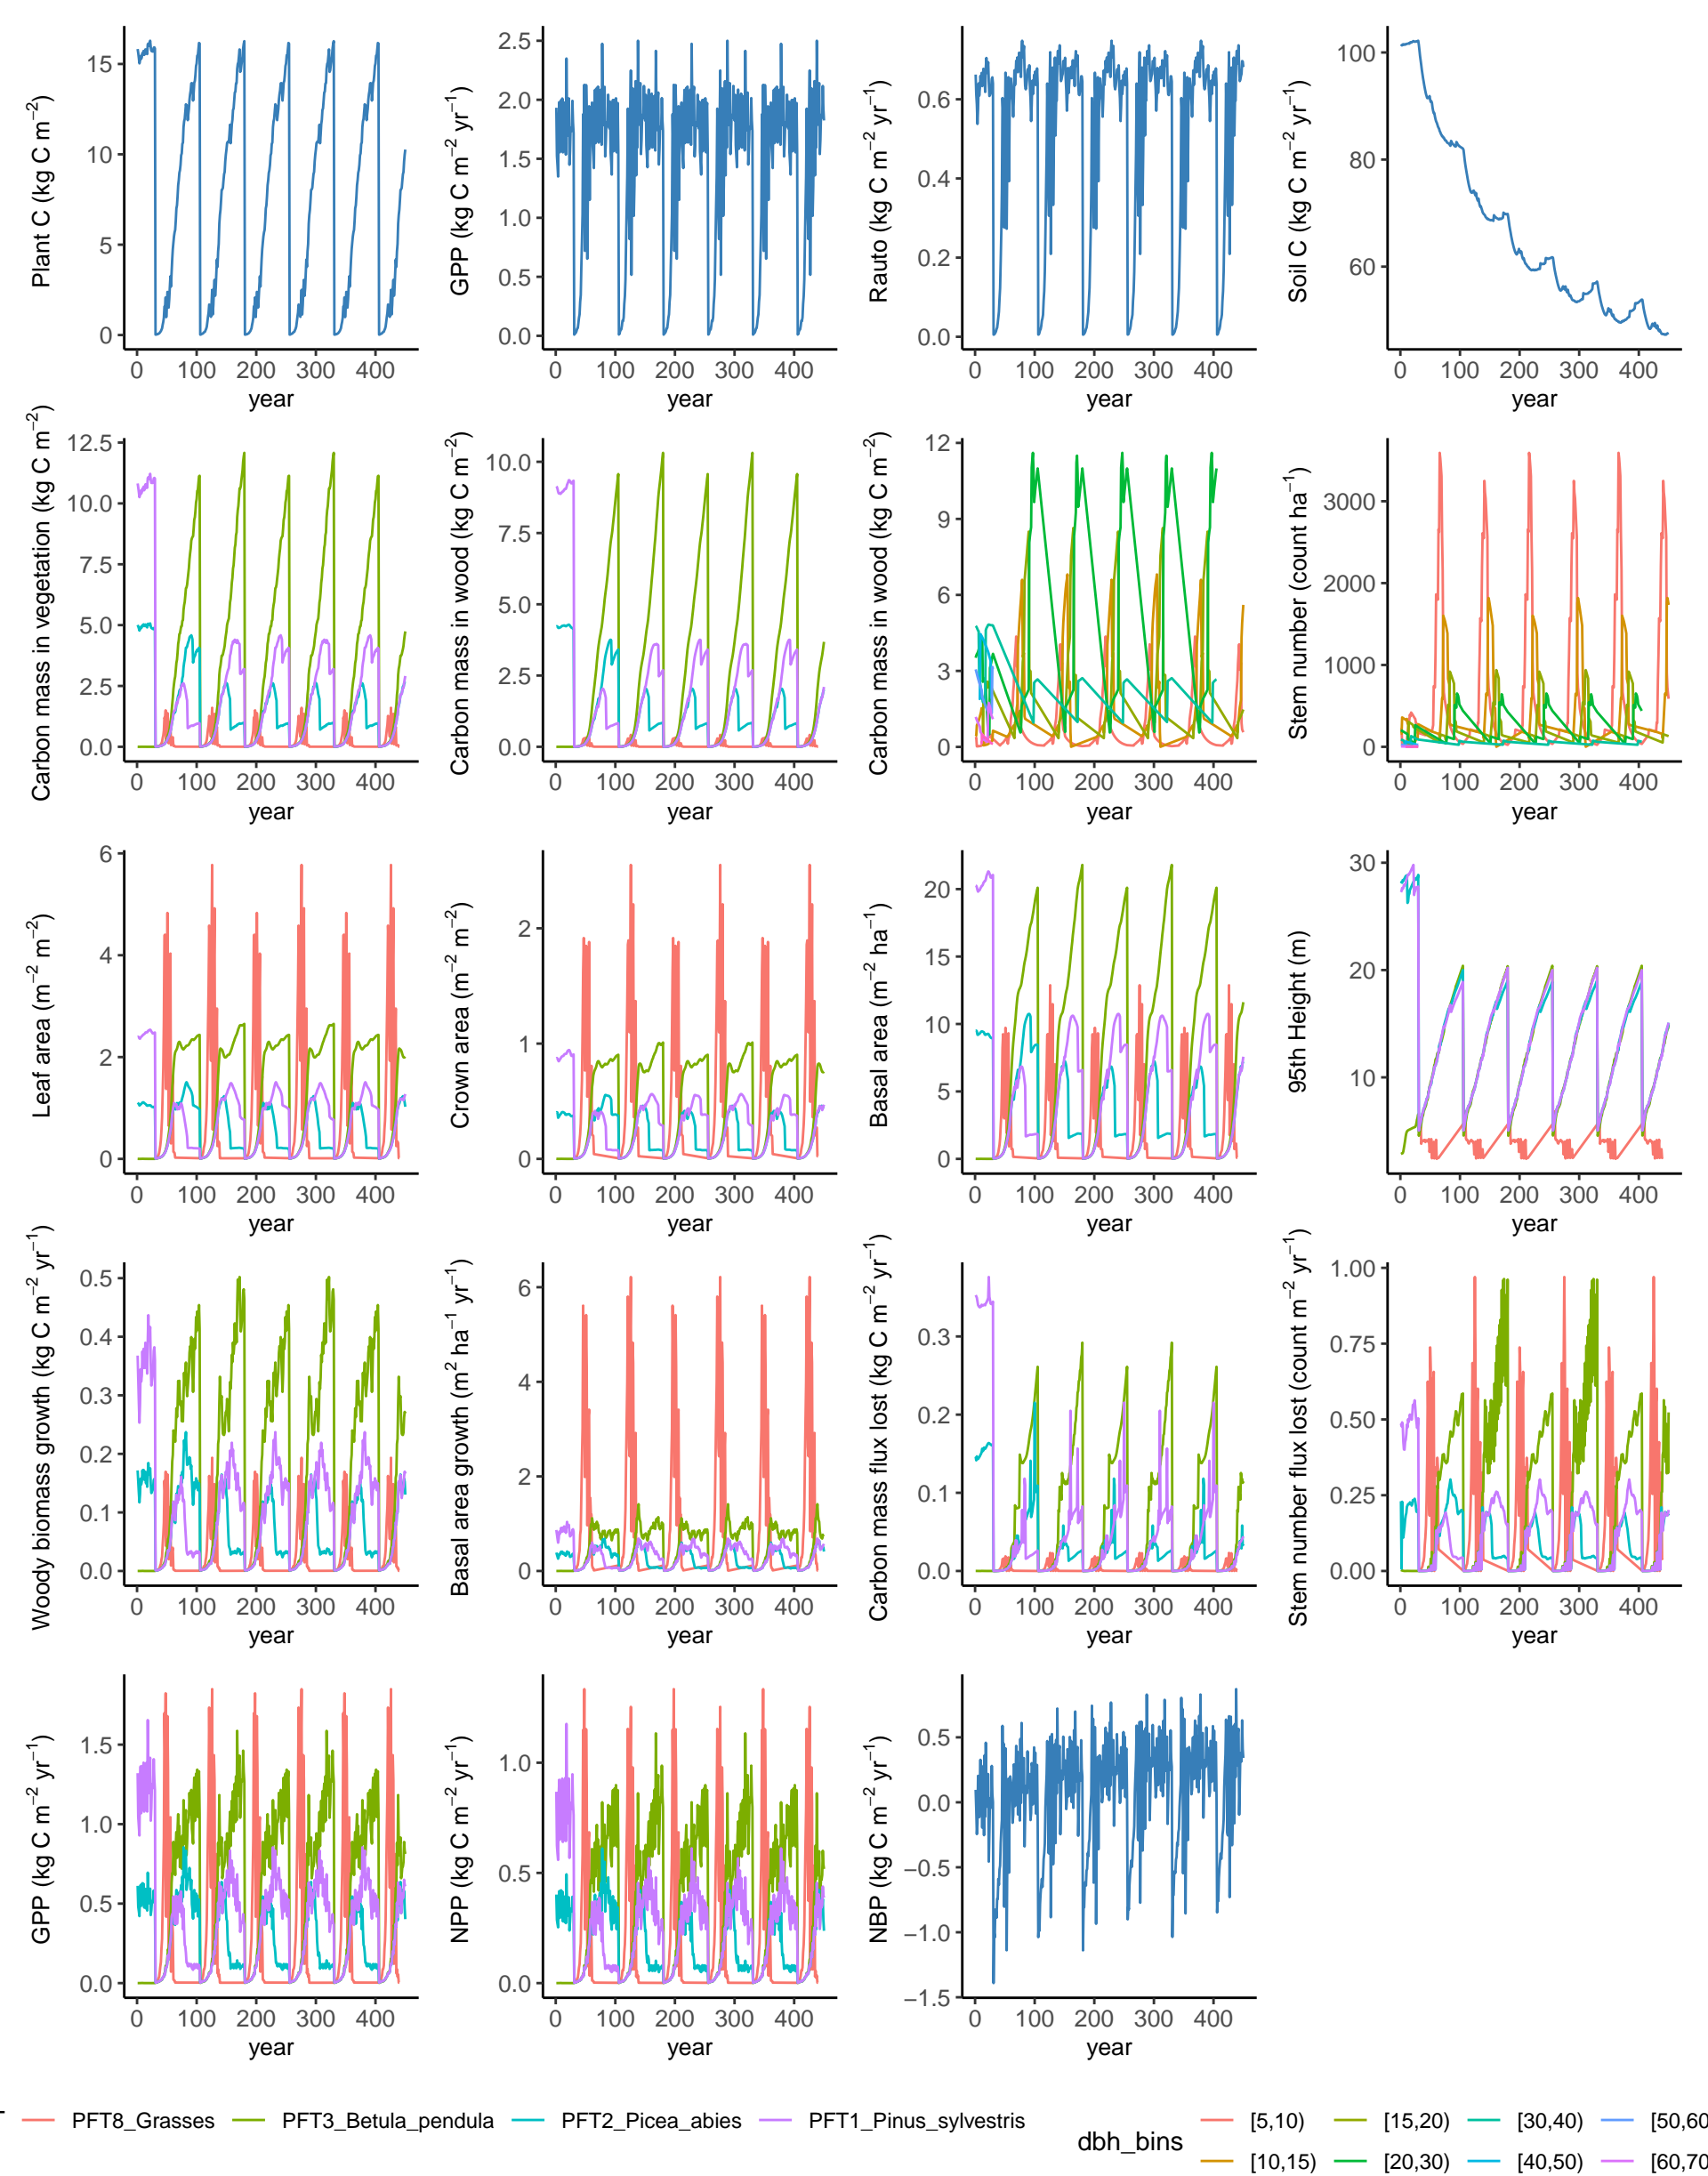 Plant C (kg C m−2)
15
10
5
0
0 100 200 300 400
year
GPP (kg C m−2 yr−1)
2.5
2.0
1.5
1.0
0.5
0.0
0 100 200 300 400
year
Rauto (kg C m−2 yr−1)
0.6
0.4
0.2
0.0
0 100 200 300 400
year
Soil C (kg C m−2 yr−1)
100
80
60
0 100 200 300 400
year
Carbon mass in vegetation (kg C m−2)
12.5
10.0
7.5
5.0
2.5
0.0
0 100 200 300 400
year
Carbon mass in wood (kg C m−2)
10.0
7.5
5.0
2.5
0.0
0 100 200 300 400
year
Carbon mass in wood (kg C m−2)
12
9
6
3
0
0 100 200 300 400
year
Stem number (count ha−1)
3000
2000
1000
0
0 100 200 300 400
year
Leaf area (m−2 m−2)
6
4
2
0
0 100 200 300 400
year
Crown area (m−2 m−2)
2
1
0
0 100 200 300 400
year
Basal area (m−2 ha−1)
20
15
10
5
0
0 100 200 300 400
year
95th Height (m)
30
20
10
0 100 200 300 400
year
Woody biomass growth (kg C m−2 yr−1)
0.5
0.4
0.3
0.2
0.1
0.0
0 100 200 300 400
year
Basal area growth (m2 ha−1 yr−1)
6
4
2
0
0 100 200 300 400
year
Carbon mass flux lost (kg C m−2 yr−1)
0.3
0.2
0.1
0.0
0 100 200 300 400
year
Stem number flux lost (count m−2 yr−1)
1.00
0.75
0.50
0.25
0.00
0 100 200 300 400
year
GPP (kg C m−2 yr−1)
1.5
1.0
0.5
0.0
0 100 200 300 400
year
NPP (kg C m−2 yr−1)
1.0
0.5
0.0
0 100 200 300 400
year
NBP (kg C m−2 yr−1)
0.5
0.0
−0.5
−1.0
−1.5
0 100 200 300 400
year
PFT8_Grasses PFT3_Betula_pendula PFT2_Picea_abies PFT1_Pinus_sylvestris
dbh_bins
[5,10) [15,20) [30,40) [50,60
[10,15) [20,30) [40,50) [60,70